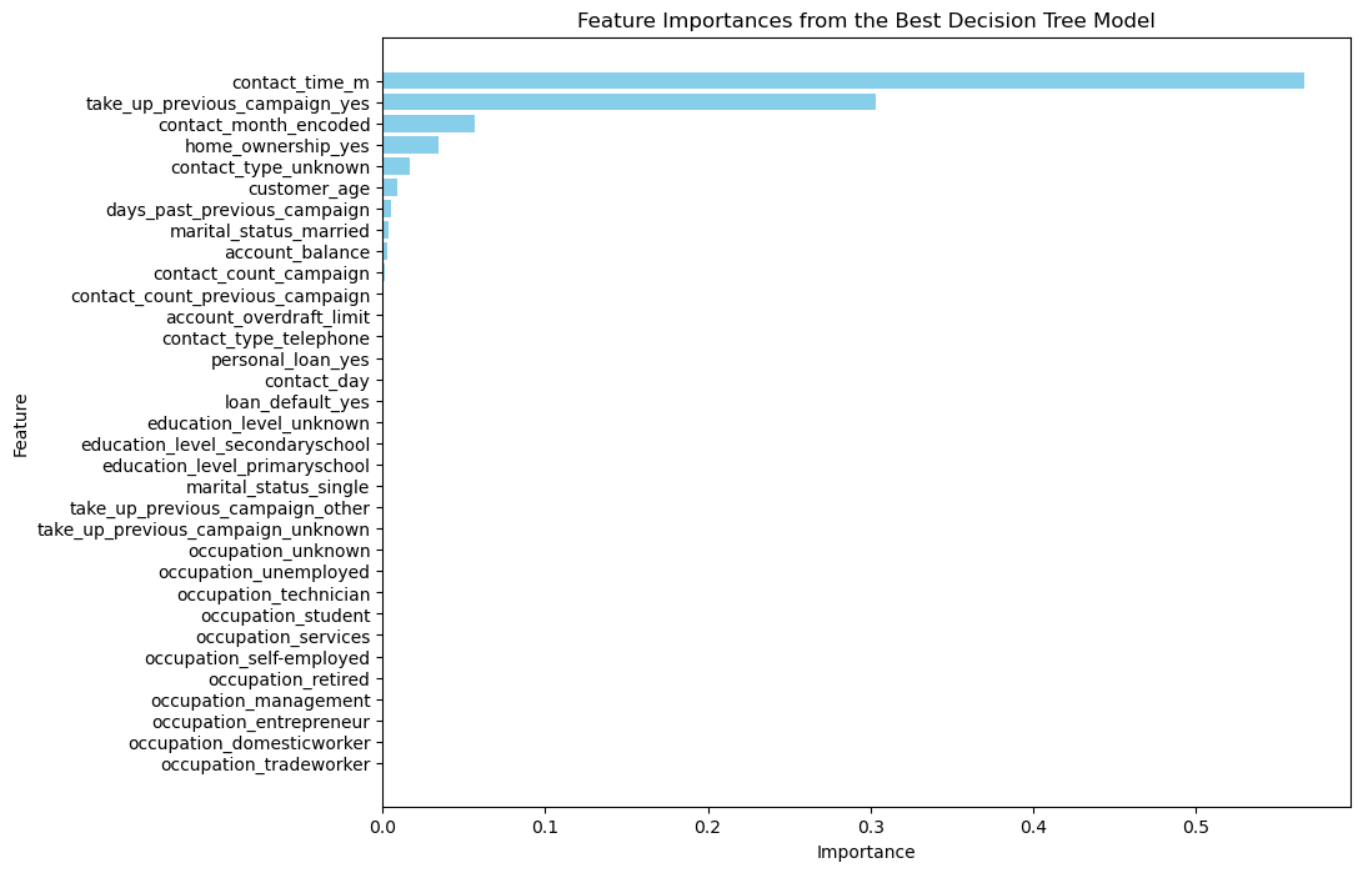 Feature Importances from the Best Decision Tree Model
contact_time_m
take_up_previous_campaign_yes
contact_month_encoded
home_ownership_yes
contact_type_unknown
customer_age
days_past_previous_campaign
marital_status_married
account_balance
contact_count_campaign
contact_count_previous_campaign
account_overdraft_limit
contact_type_telephone
personal_loan_yes
contact_day
loan_default_yes
education_level_unknown
education_level_secondaryschool
education_level_primaryschool
marital_status_single
take_up_previous_campaign_other
take_up_previous_campaign_unknown
occupation_unknown
occupation_unemployed
occupation_technician
occupation_student
occupation_services
occupation_self-employed
occupation_retired
occupation_management
occupation_entrepreneur
occupation_domesticworker
occupation_tradeworker
Feature
0.0 0.1 0.2 0.3 0.4 0.5
Importance